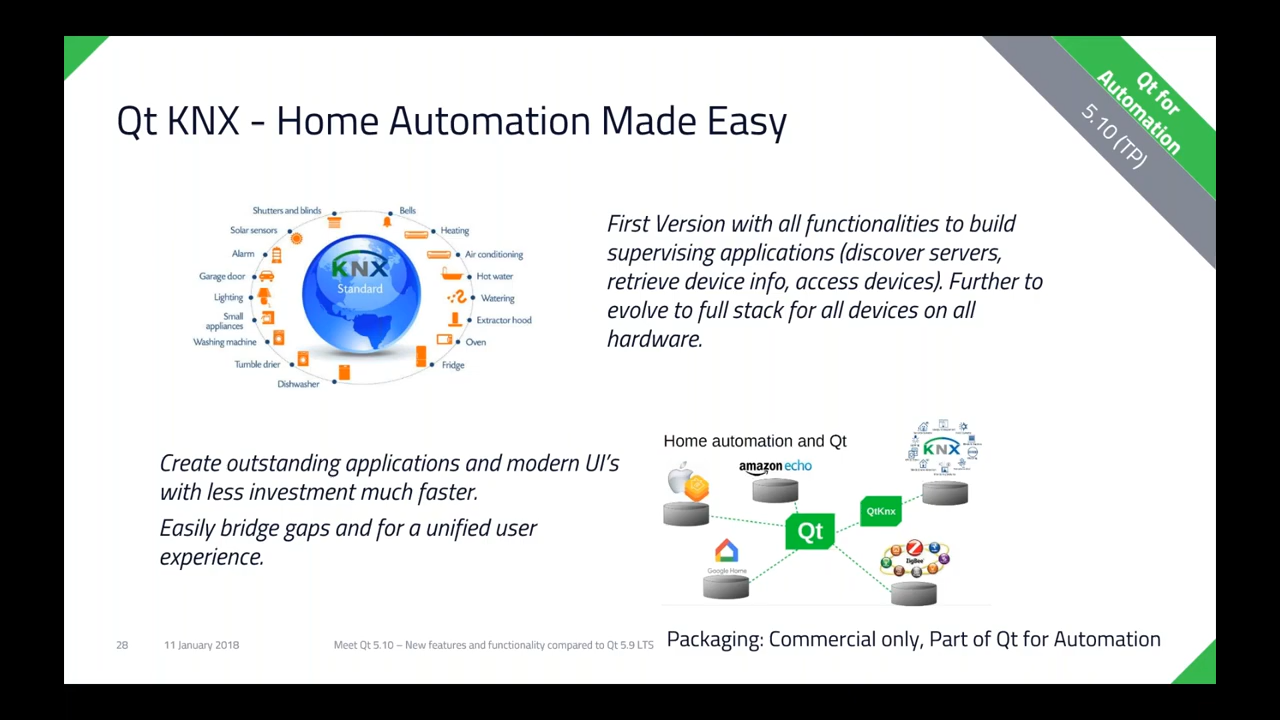 Qt for
Automation
5.10 (TP)
Qt KNX - Home Automation Made Easy
Shutters and blinds
Bells
Solar sensors
Heating
Alarm
Air conditioning
Garage door
Hot water
Lighting
Watering
Small
appliances
Extractor hood
Washing machine
Oven
Tumble drier
Fridge
Dishwasher
KNX
Standard
First Version with all functionalities to build
supervising applications (discover servers,
retrieve device info, access devices). Further to
evolve to full stack for all devices on all
hardware.
Create outstanding applications and modern UI's
with less investment much faster.
Easily bridge gaps and for a unified user
experience.
Home automation and Qt
amazon echo
KNX
QtKnx
Qt
Google Home
ZigBee
28
11 January 2018
Meet Qt 5.10 – New features and functionality compared to Qt 5.9 LTS
Packaging: Commercial only, Part of Qt for Automation